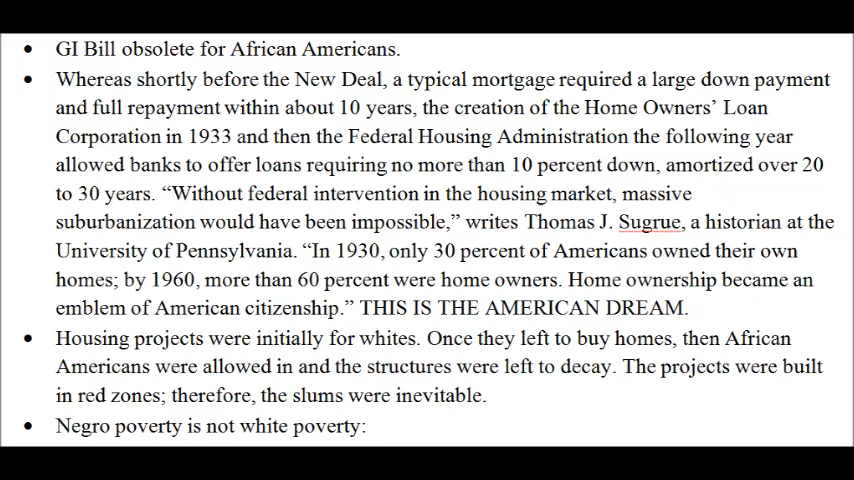 • GI Bill obsolete for African Americans.
• Whereas shortly before the New Deal, a typical mortgage required a large down payment
and full repayment within about 10 years, the creation of the Home Owners’ Loan
Corporation in 1933 and then the Federal Housing Administration the following year
allowed banks to offer loans requiring no more than 10 percent down, amortized over 20
to 30 years. “Without federal intervention in the housing market, massive
suburbanization would have been impossible,” writes Thomas J. Sugrue, a historian at the
University of Pennsylvania. “In 1930, only 30 percent of Americans owned their own
homes; by 1960, more than 60 percent were home owners. Home ownership became an
emblem of American citizenship.” THIS IS THE AMERICAN DREAM.
• Housing projects were initially for whites. Once they left to buy homes, then African
Americans were allowed in and the structures were left to decay. The projects were built
in red zones; therefore, the slums were inevitable.
• Negro poverty is not white poverty: